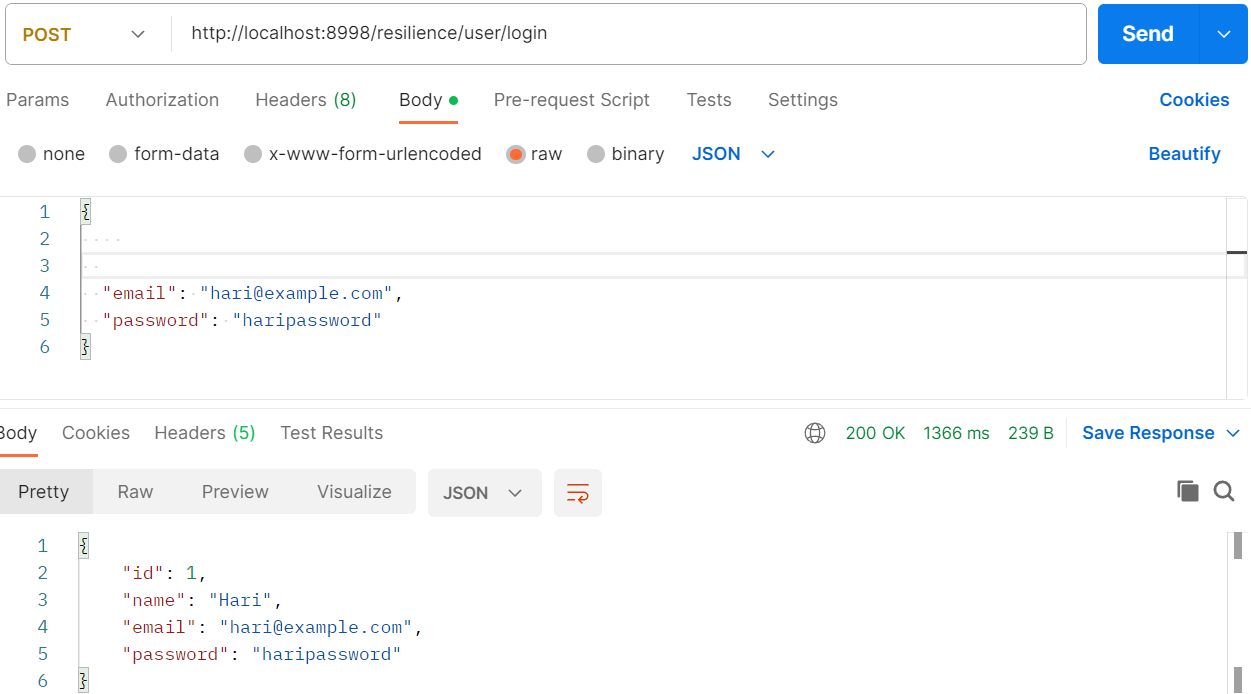 POST http://localhost:8998/resilience/user/login Send
Params Authorization Headers (8) Body Pre-request Script Tests Settings Cookies
none form-data x-www-form-urlencoded raw binary JSON Beautify
1 {
2
3
4 "email": "hari@example.com",
5 "password": "haripassword"
6 }
Body Cookies Headers (5) Test Results 200 OK 1366 ms 239 B Save Response
Pretty Raw Preview Visualize JSON
1 {
2 "id": 1,
3 "name": "Hari",
4 "email": "hari@example.com",
5 "password": "haripassword"
6 }